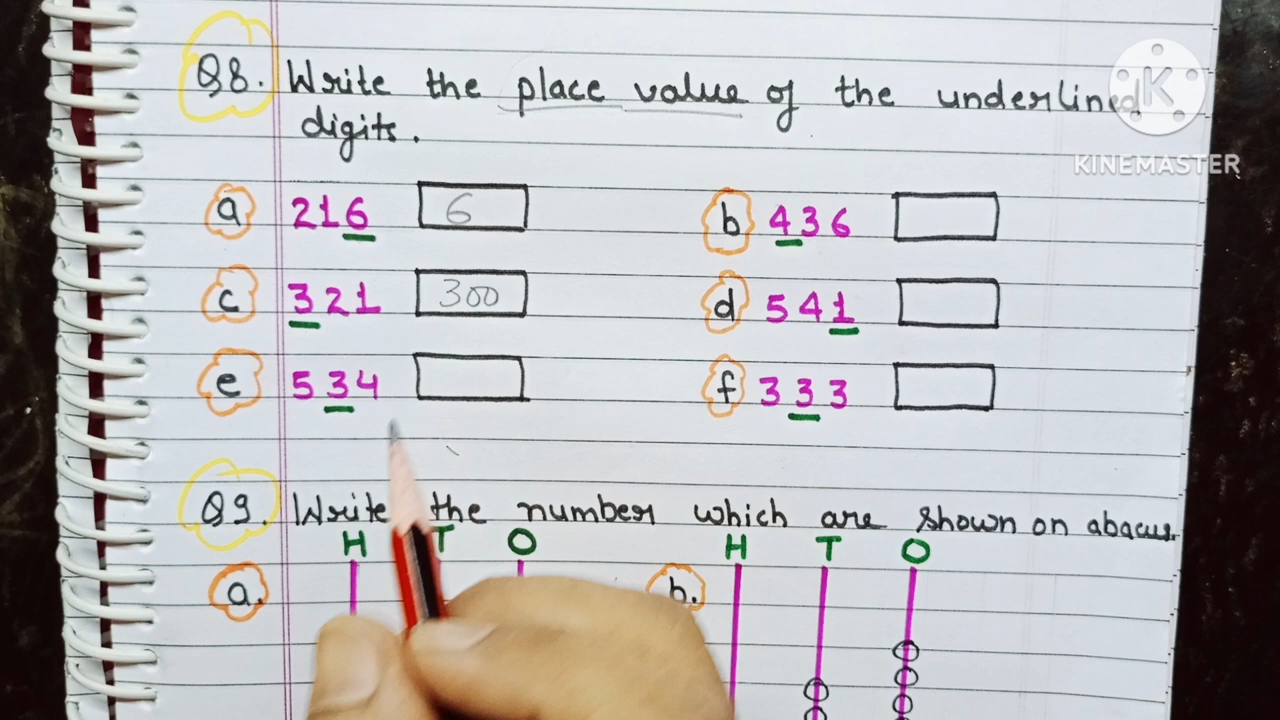 Q8. Write the place value of the underlined
digits.
a 216 6 b 436
c 321 300 d 541
e 534 f 333
Q9. Write the number which are shown on abacus.
H T O H T O
a. b.
K
KINEMASTER